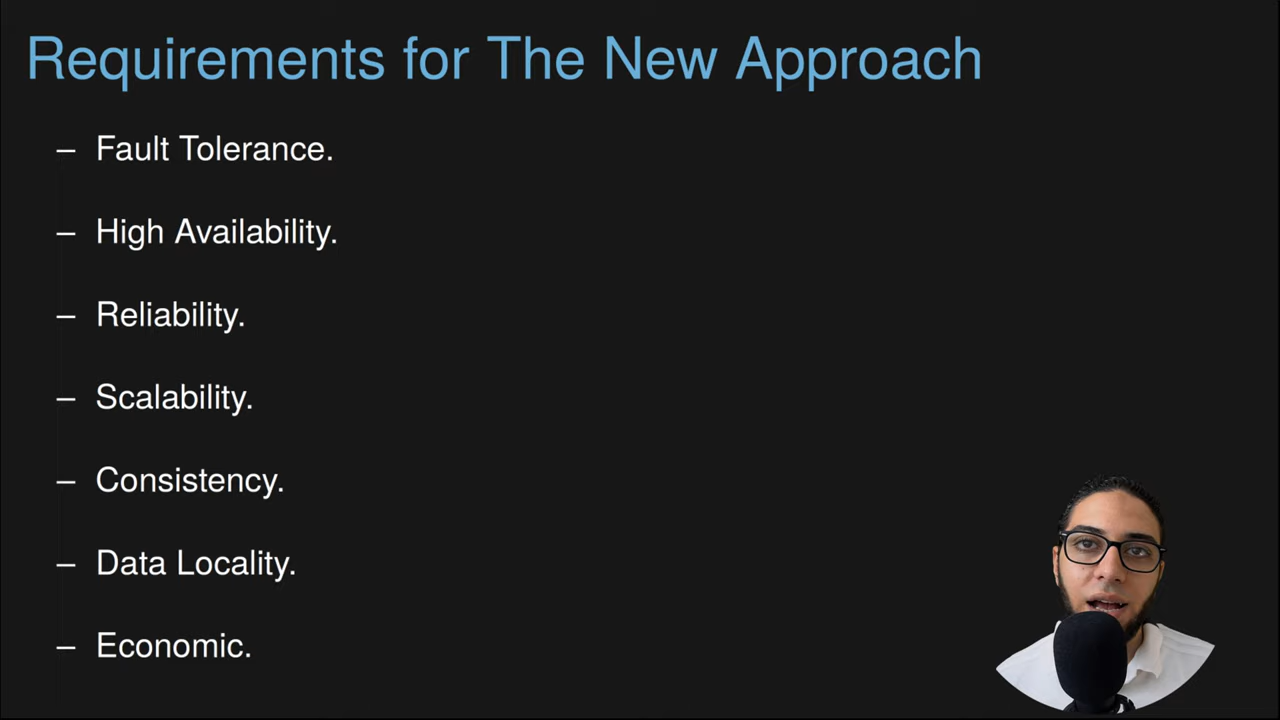 Requirements for The New Approach
– Fault Tolerance.
– High Availability.
– Reliability.
– Scalability.
– Consistency.
– Data Locality.
– Economic.